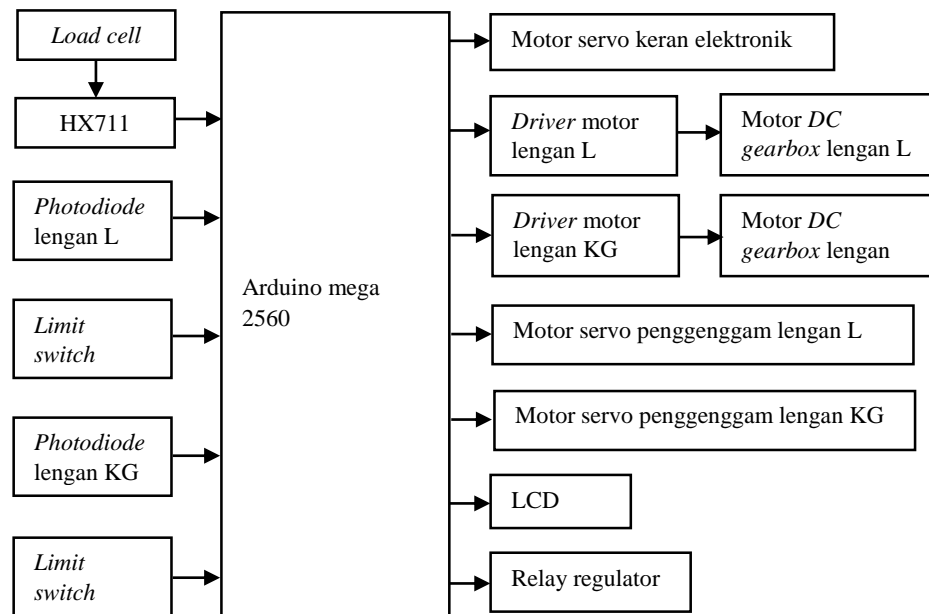 Load cell
HX711
Photodiode
lengan L
Limit
switch
Photodiode
lengan KG
Limit
switch
Arduino mega
2560
Motor servo keran elektronik
Driver motor
lengan L
Motor DC
gearbox lengan L
Driver motor
lengan KG
Motor DC
gearbox lengan
Motor servo penggenggam lengan L
Motor servo penggenggam lengan KG
LCD
Relay regulator